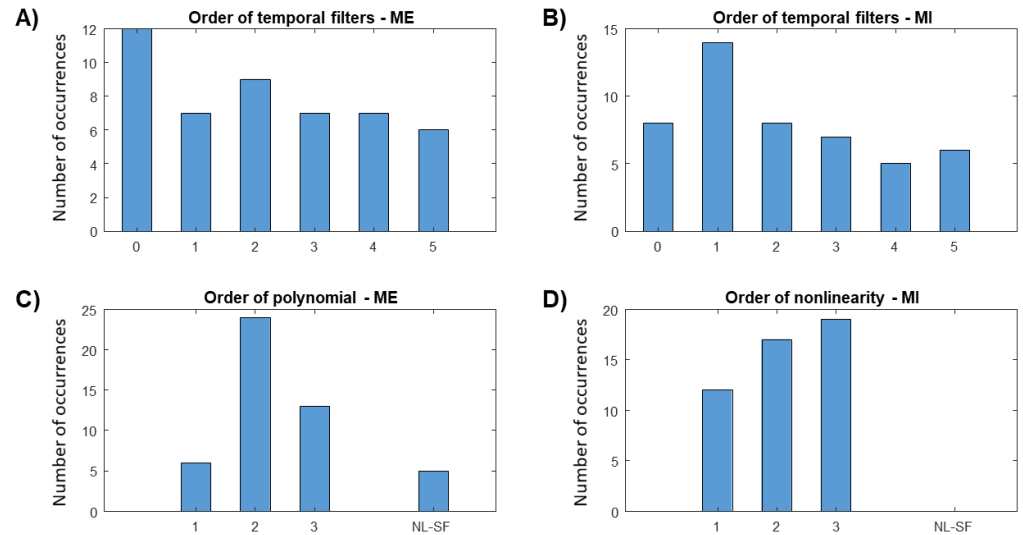 A)
Order of temporal filters - ME
Number of occurrences
12
10
8
6
4
2
0
0 1 2 3 4 5
B)
Order of temporal filters - MI
Number of occurrences
15
10
5
0
0 1 2 3 4 5
C)
Order of polynomial - ME
Number of occurrences
25
20
15
10
5
0
1 2 3 NL-SF
D)
Order of nonlinearity - MI
Number of occurrences
20
15
10
5
0
1 2 3 NL-SF